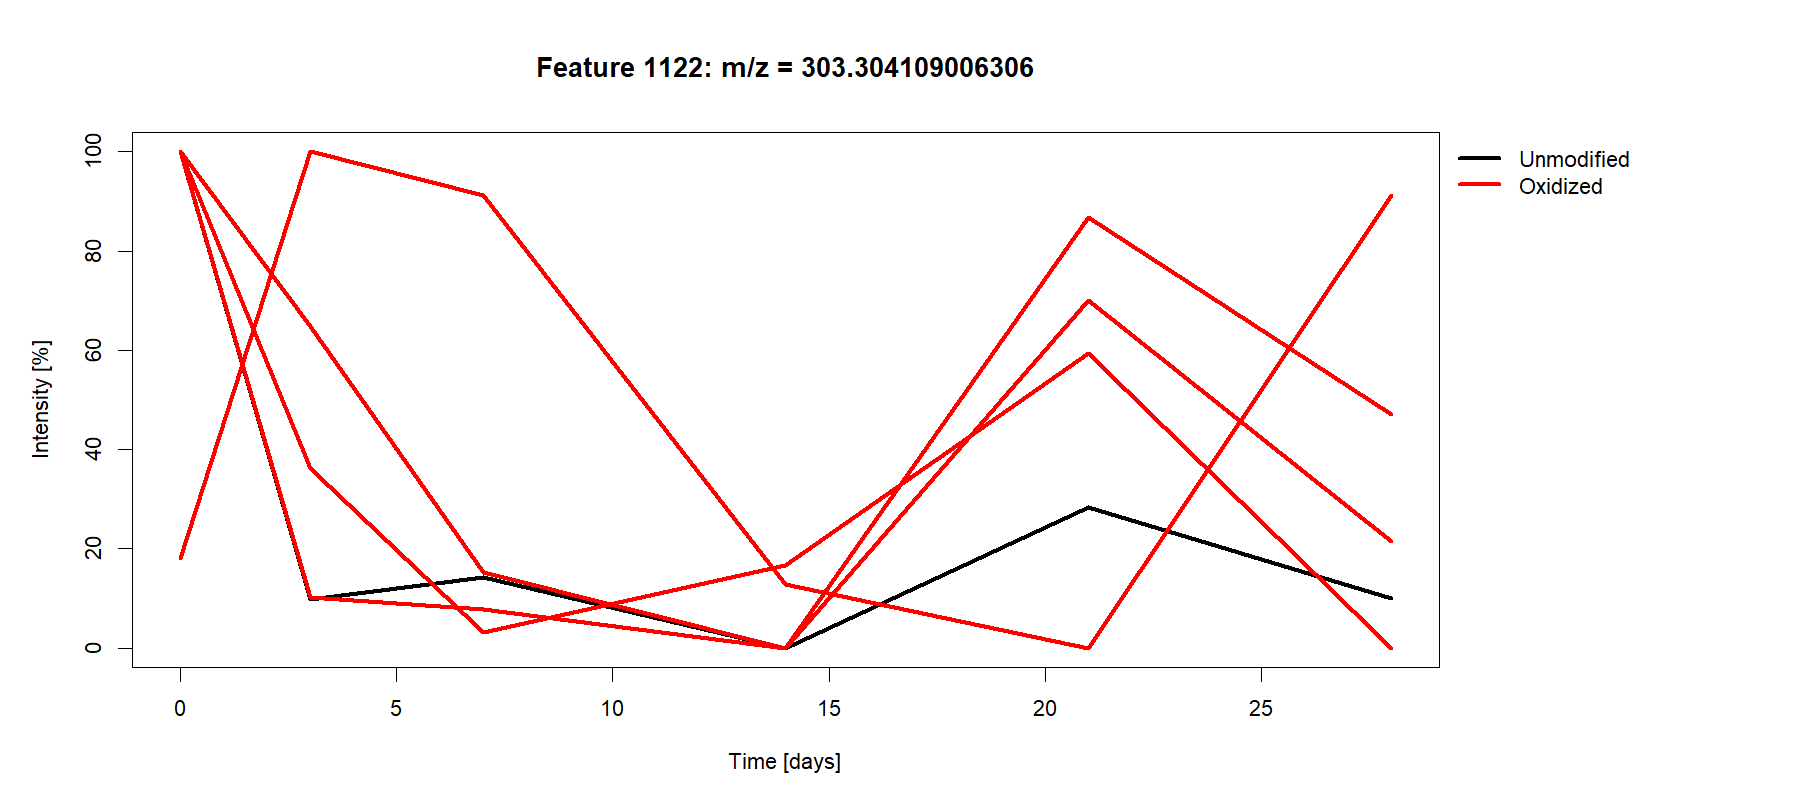 Feature 1122: m/z = 303.304109006306
Unmodified
Oxidized
Intensity [%]
100
80
60
40
20
0
0 5 10 15 20 25
Time [days]